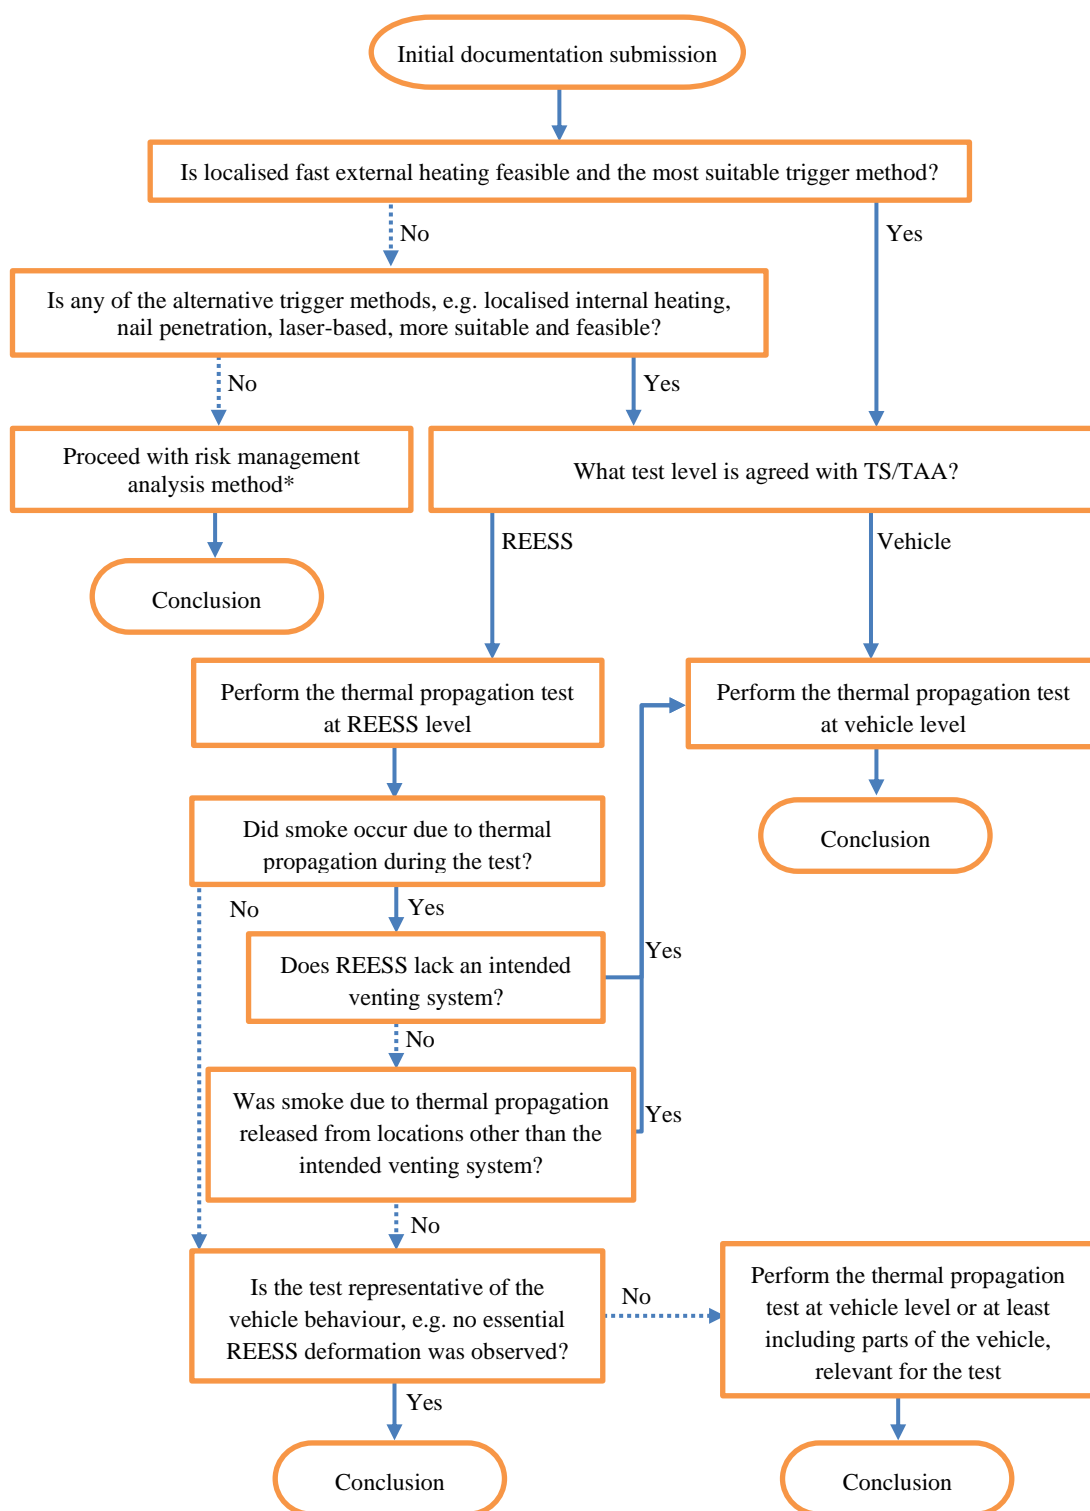 Initial documentation submission
Is localised fast external heating feasible and the most suitable trigger method?
No
Yes
Is any of the alternative trigger methods, e.g. localised internal heating,
nail penetration, laser-based, more suitable and feasible?
No
Yes
Proceed with risk management
analysis method*
What test level is agreed with TS/TAA?
REESS
Vehicle
Conclusion
Perform the thermal propagation test
at REESS level
Perform the thermal propagation test
at vehicle level
Did smoke occur due to thermal
propagation during the test?
Conclusion
No
Yes
Does REESS lack an intended
venting system?
Yes
No
Was smoke due to thermal propagation
released from locations other than the
intended venting system?
Yes
No
Is the test representative of the
vehicle behaviour, e.g. no essential
REESS deformation was observed?
No
Perform the thermal propagation
test at vehicle level or at least
including parts of the vehicle,
relevant for the test
Yes
Conclusion
Conclusion